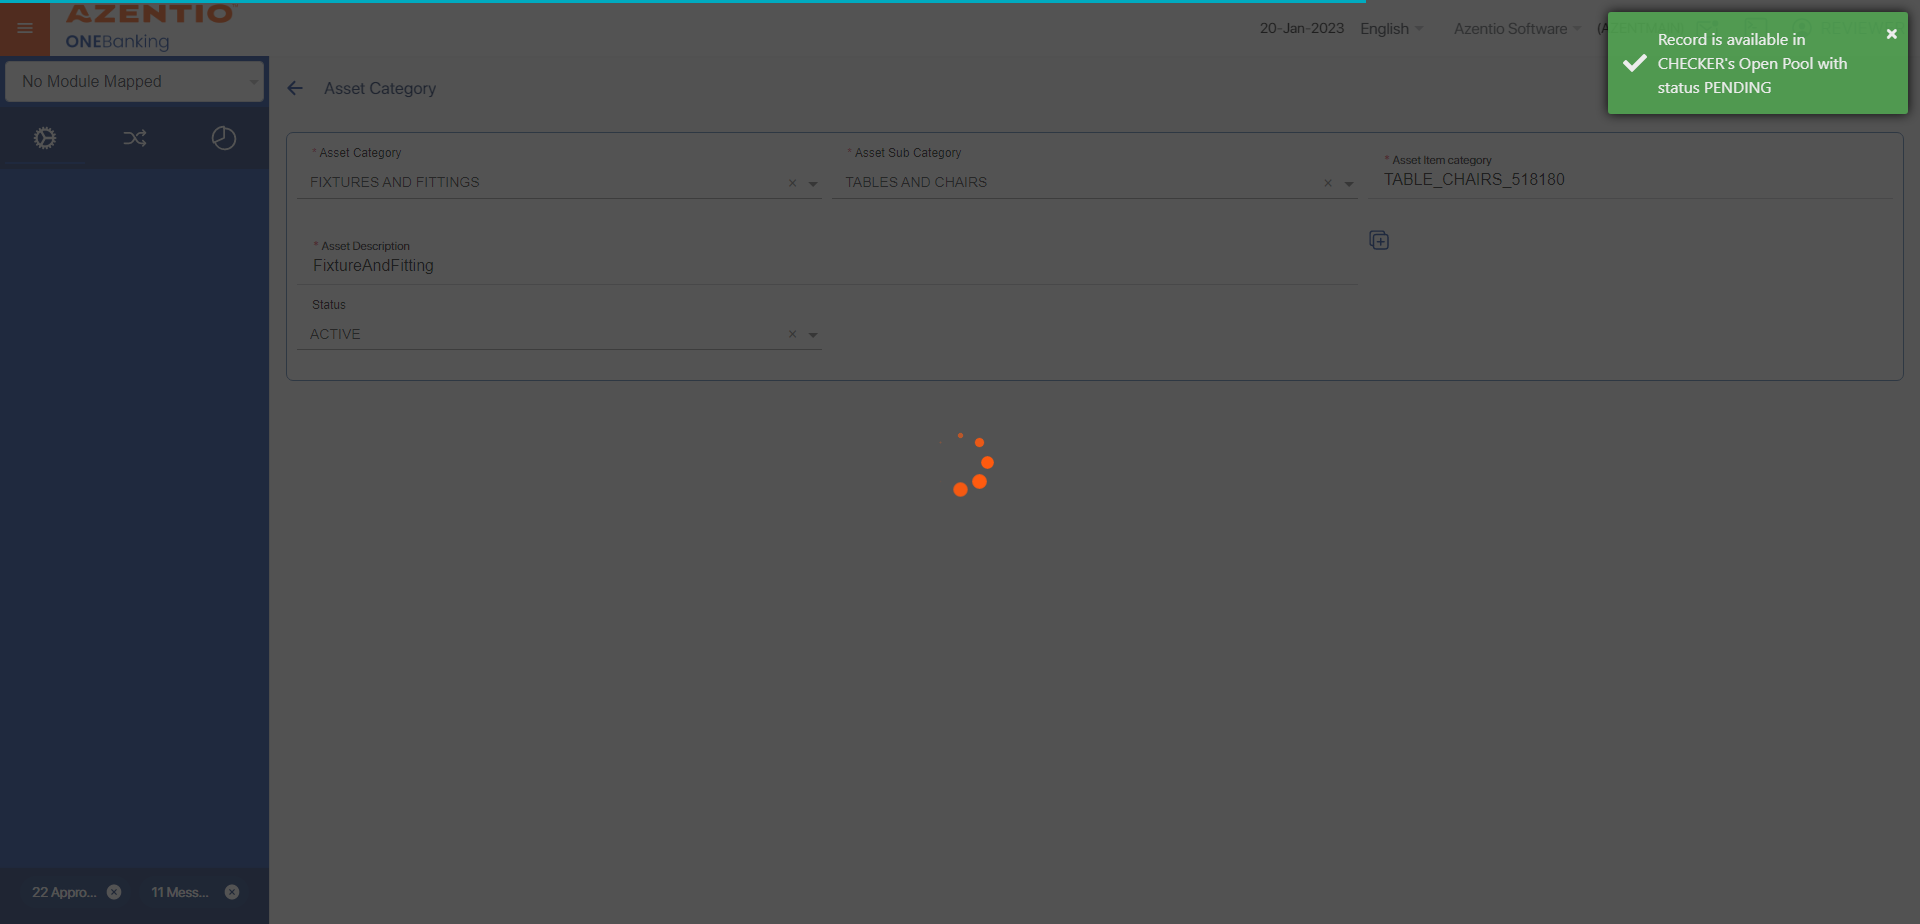 AZENTIO
ONEBanking
20-Jan-2023
English
Azentio Software
Record is available in
CHECKER's Open Pool with
status PENDING
No Module Mapped
Asset Category
* Asset Category
FIXTURES AND FITTINGS
* Asset Sub Category
TABLES AND CHAIRS
* Asset Item category
TABLE_CHAIRS_518180
* Asset Description
FixtureAndFitting
Status
ACTIVE
22 Appro...
11 Mess...